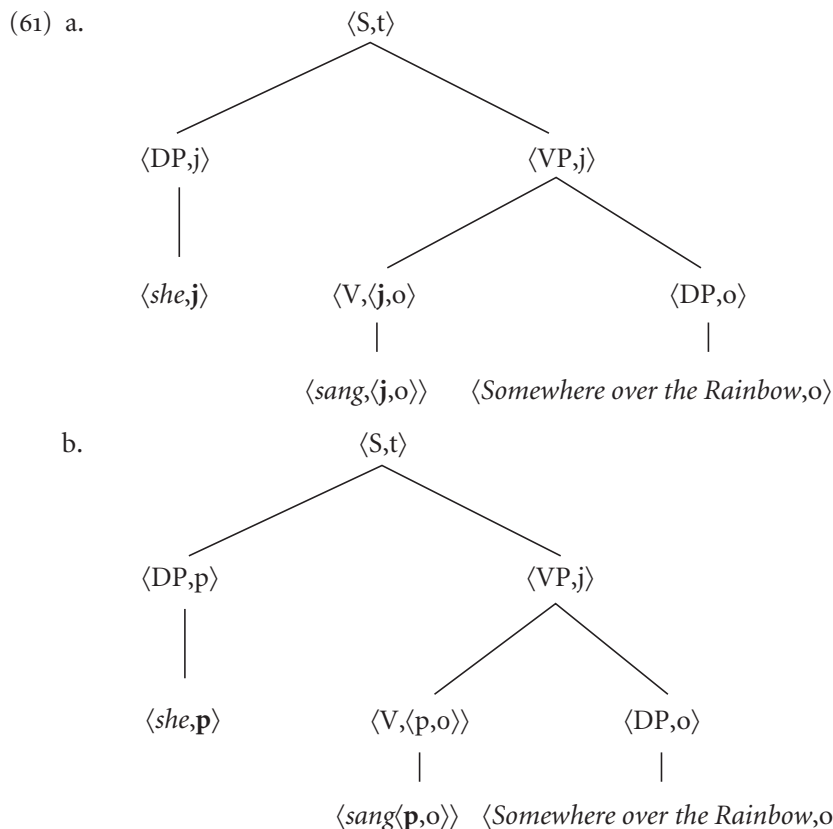 (61) a. ⟨S,t⟩
⟨DP,j⟩ ⟨VP,j⟩
⟨she,j⟩ ⟨V,⟨j,o⟩ ⟨DP,o⟩
⟨sang,⟨j,o⟩⟩ ⟨Somewhere over the Rainbow,o⟩
b. ⟨S,t⟩
⟨DP,p⟩ ⟨VP,j⟩
⟨she,p⟩ ⟨V,⟨p,o⟩⟩ ⟨DP,o⟩
⟨sang⟨p,o⟩⟩ ⟨Somewhere over the Rainbow,o